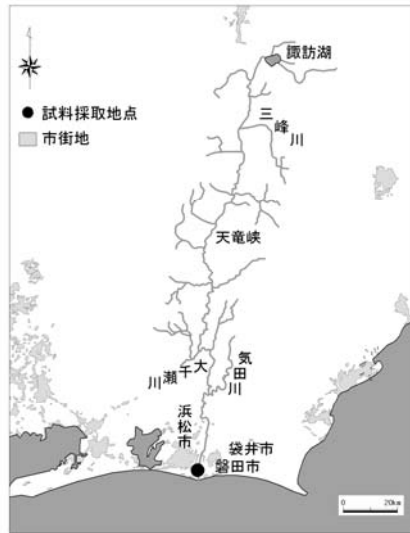 諏訪湖
● 試料採取地点
市街地
三峰川
天竜峡
大千瀬川
気田川
浜松市
袋井市
磐田市
0 20km